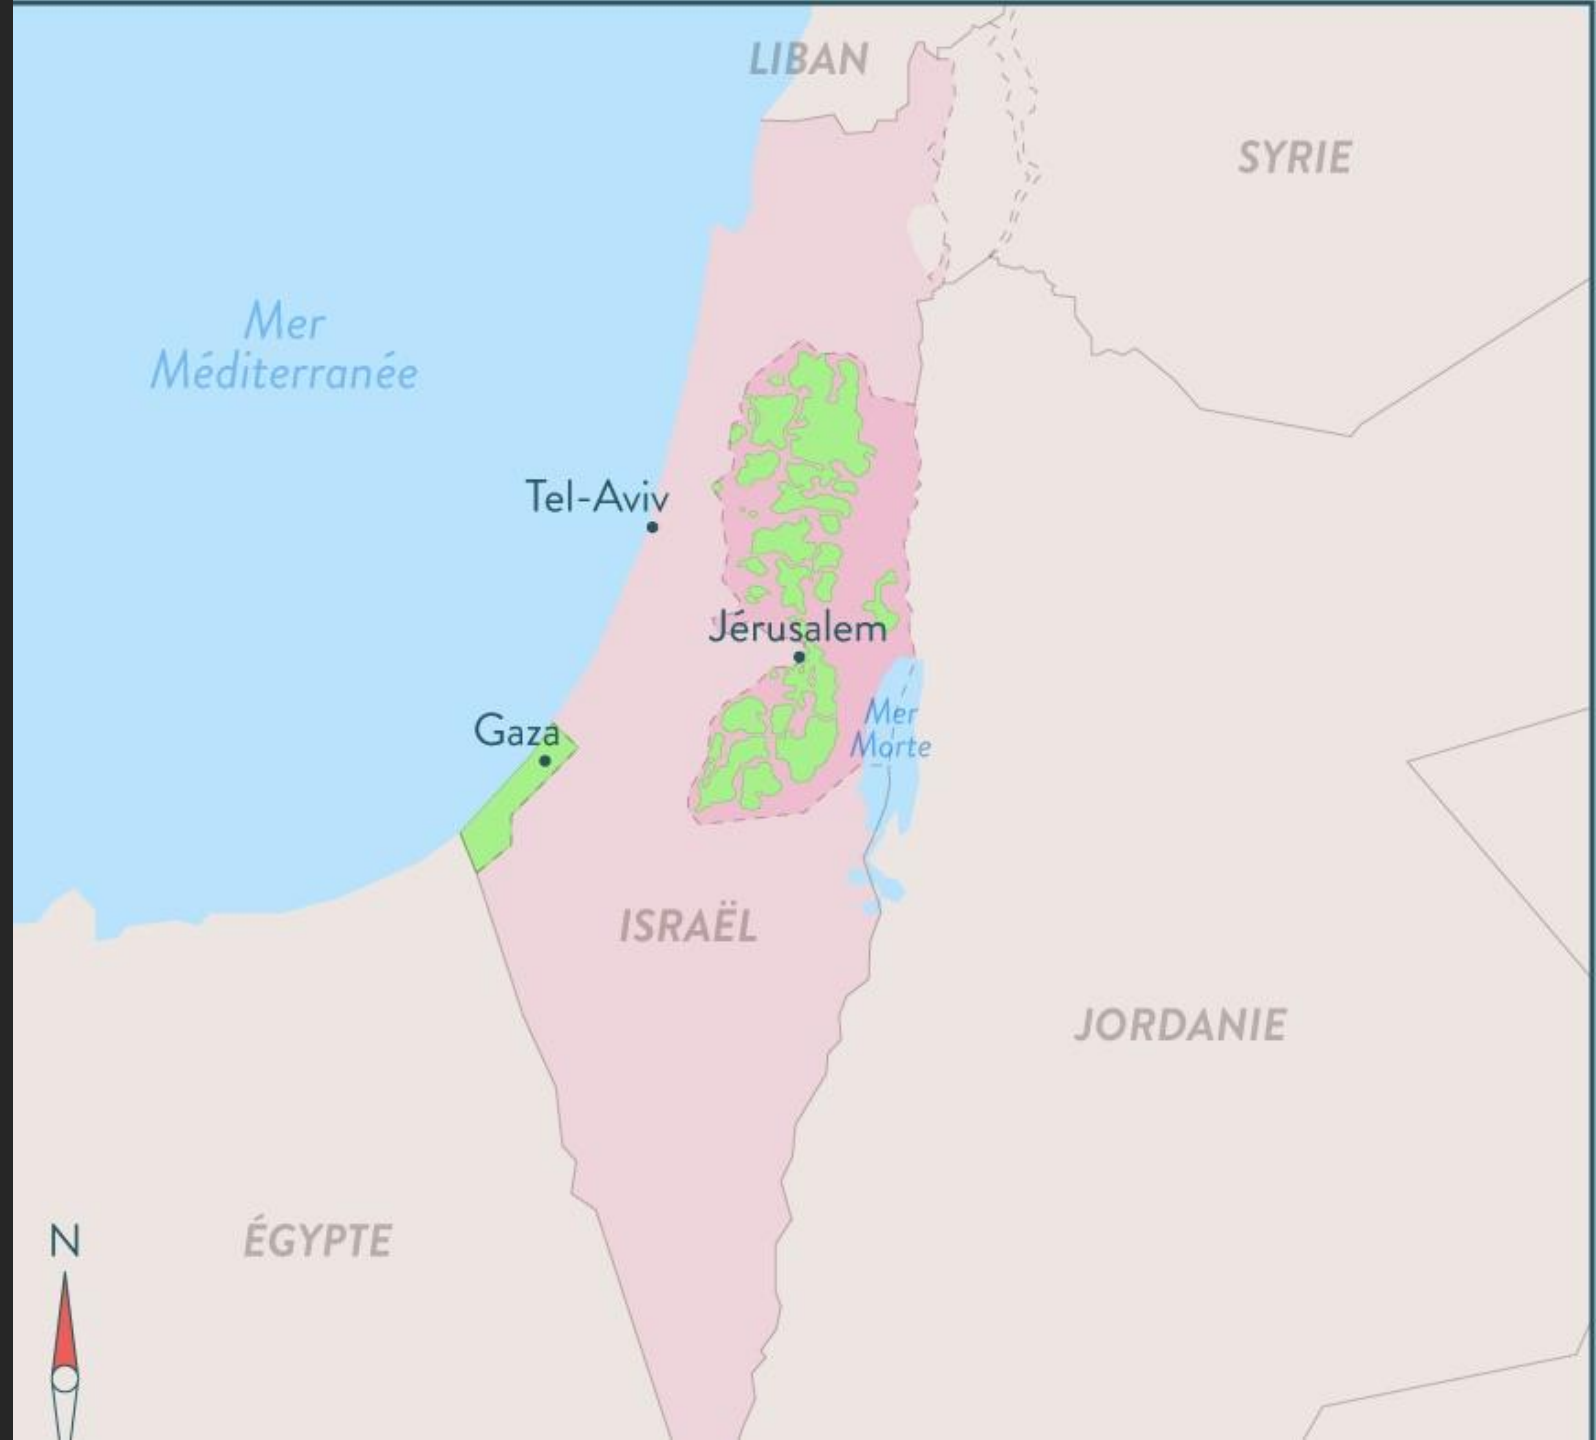 LIBAN
SYRIE
Mer
Méditerranée
Tel-Aviv
Jérusalem
Mer
Morte
Gaza
ISRAËL
JORDANIE
ÉGYPTE
N